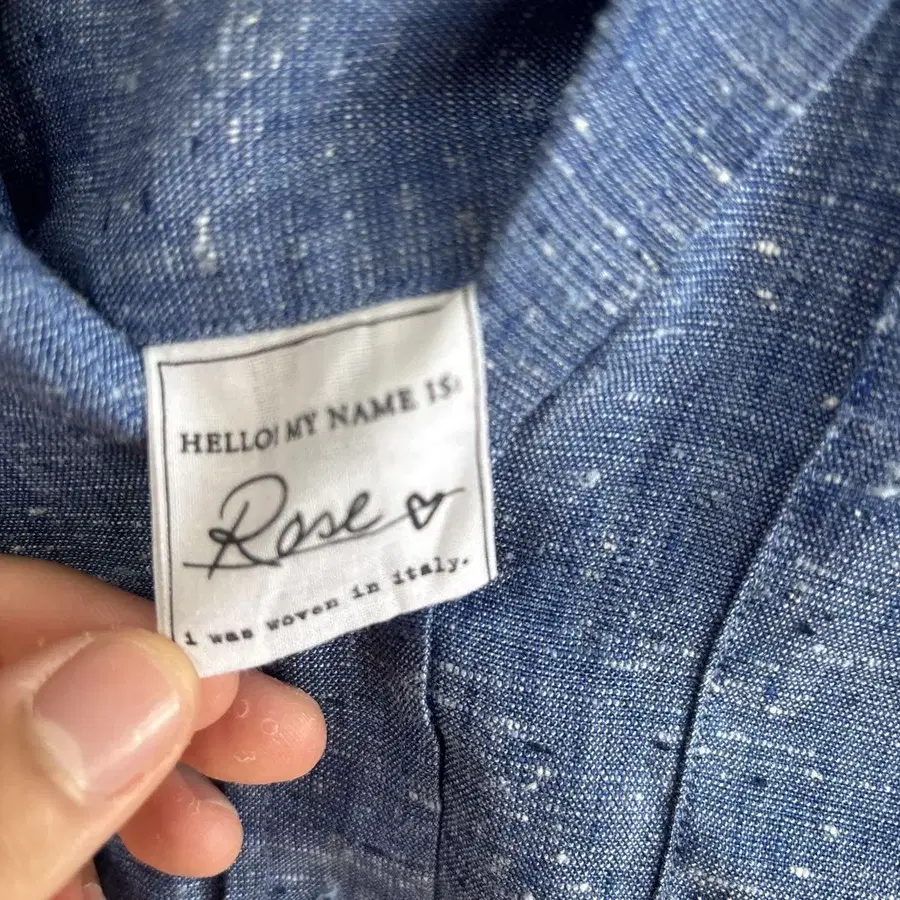 HELLO! MY NAME IS:
Rose ♡
i was woven in italy.